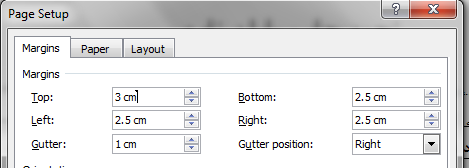 Page Setup
Margins Paper Layout
Margins
Top: 3 cm Bottom: 2.5 cm
Left: 2.5 cm Right: 2.5 cm
Gutter: 1 cm Gutter position: Right